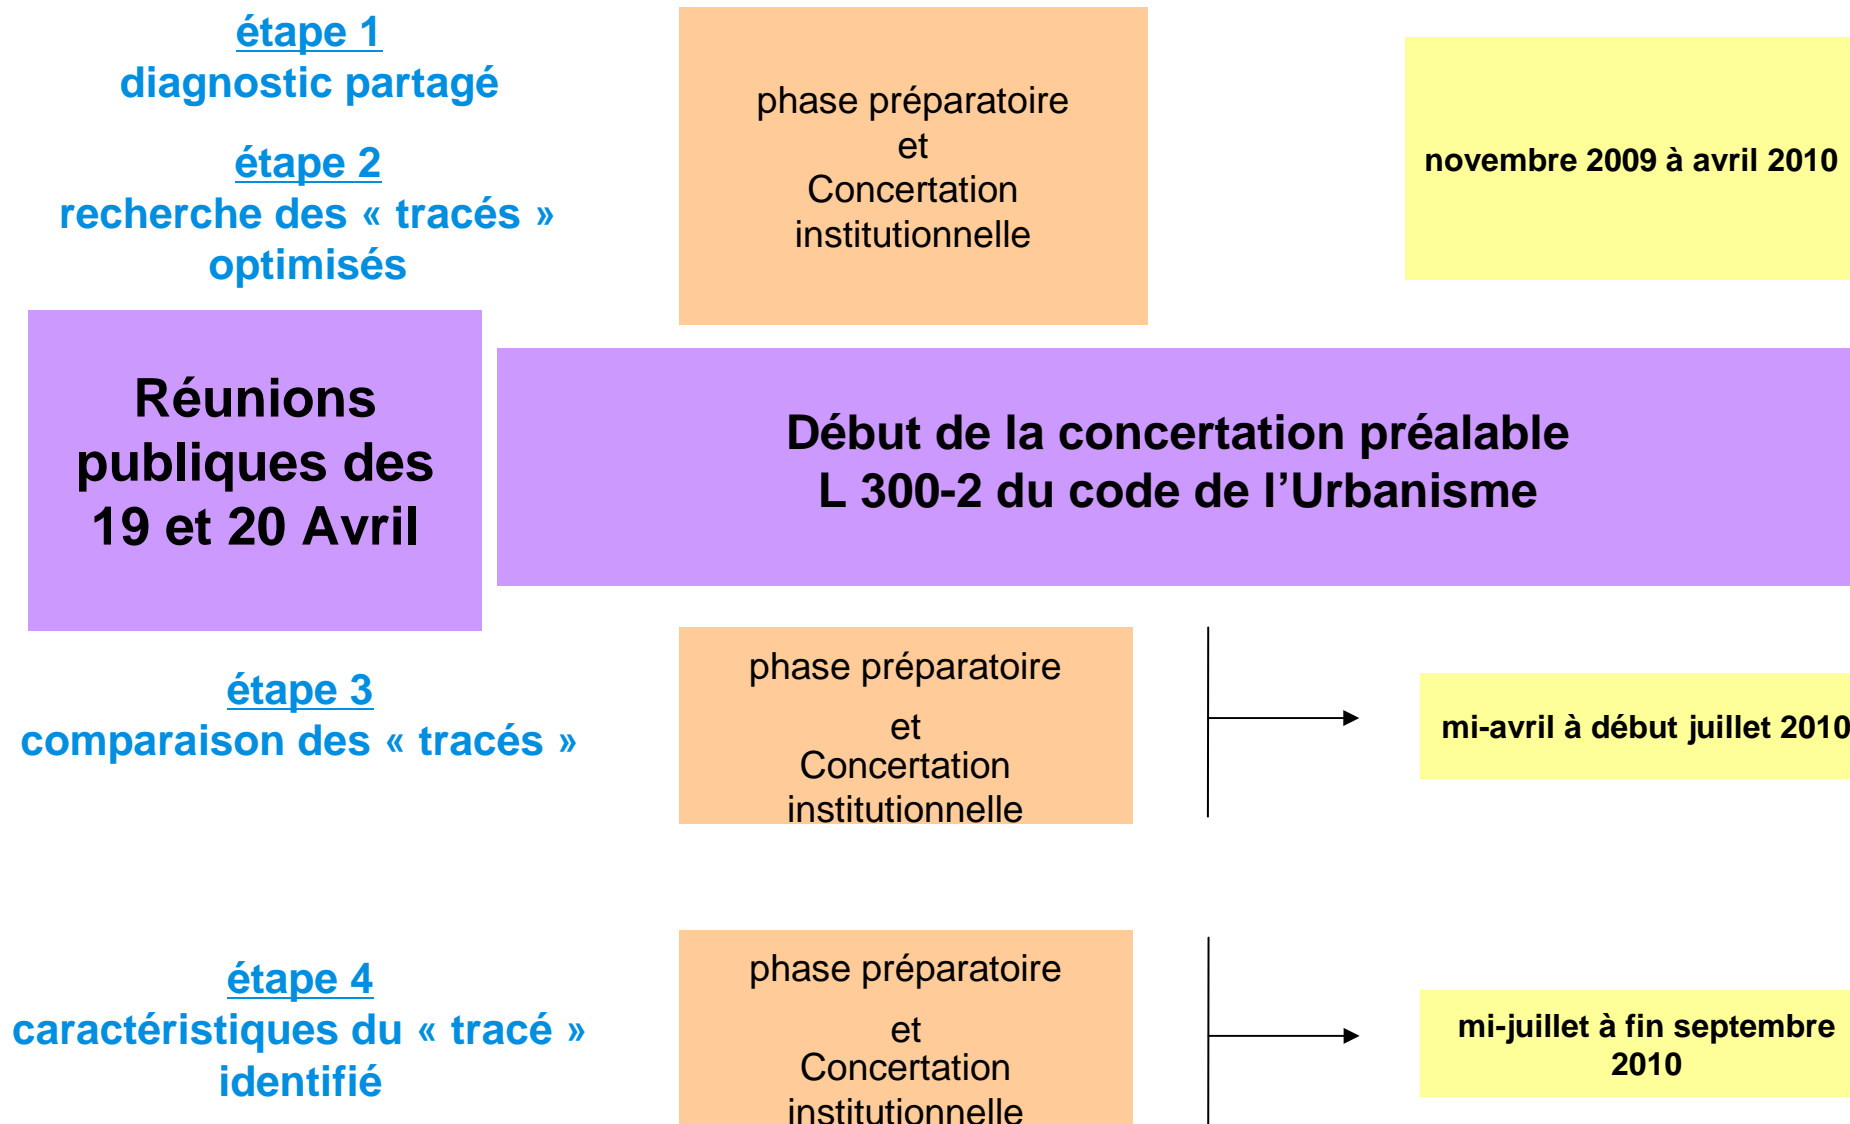 étape 1
diagnostic partagé
étape 2
recherche des « tracés »
optimisés
phase préparatoire
et
Concertation
institutionnelle
novembre 2009 à avril 2010
Réunions
publiques des
19 et 20 Avril
Début de la concertation préalable
L 300-2 du code de l’Urbanisme
étape 3
comparaison des « tracés »
phase préparatoire
et
Concertation
institutionnelle
mi-avril à début juillet 2010
étape 4
caractéristiques du « tracé »
identifié
phase préparatoire
et
Concertation
institutionnelle
mi-juillet à fin septembre
2010